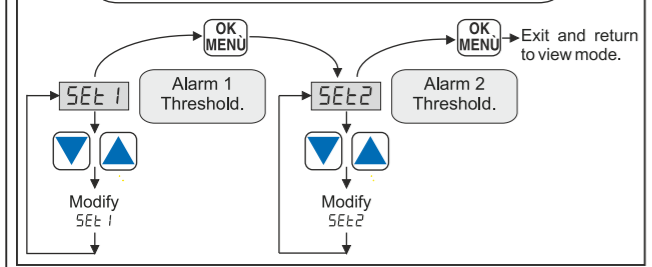 OK
MENÙ
OK
MENÙ
Exit and return
to view mode.
SEt 1
Alarm 1
Threshold.
SEt2
Alarm 2
Threshold.
Modify
SEt 1
Modify
SEt2